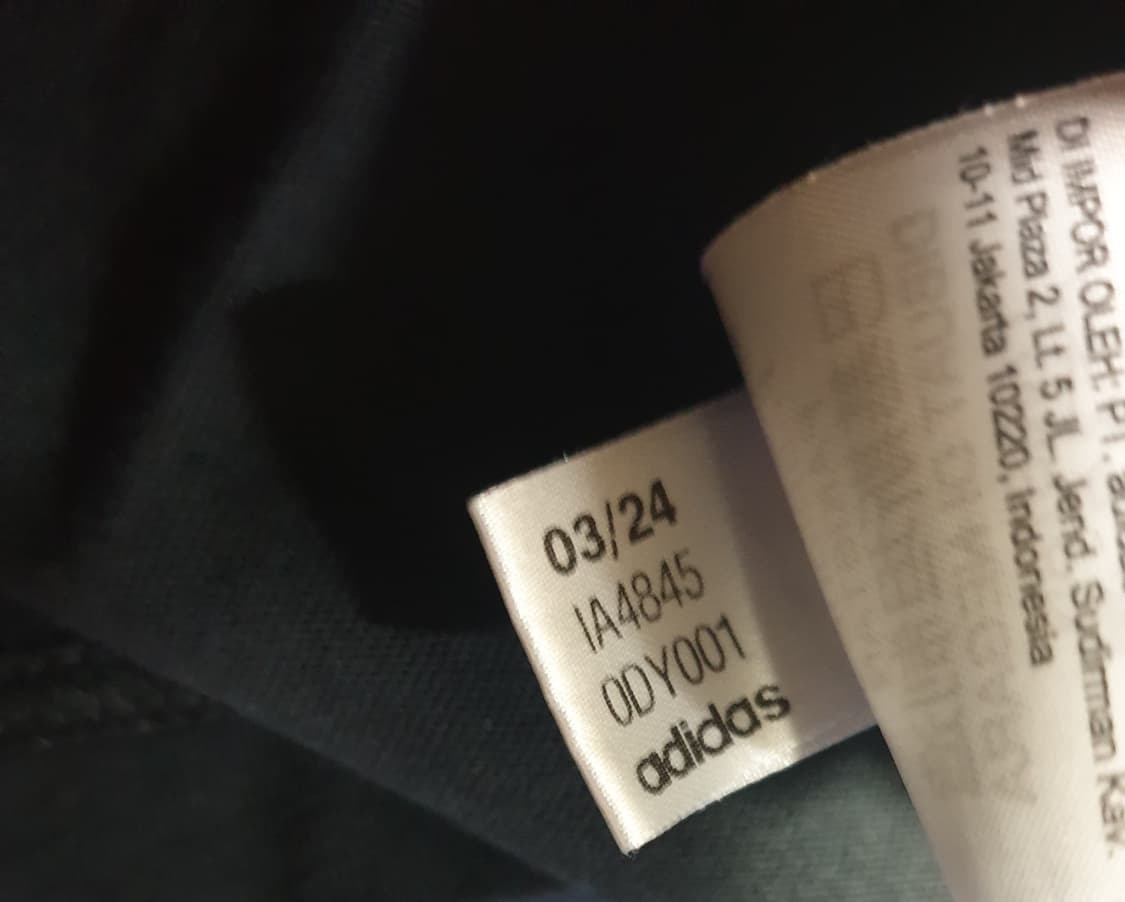 03/24
IA4845
0DY001
adidas
DI IMPOR OLEH: PT.
Mid Plaza 2, Lt. 5 JL. Jend. Sudirman Kav.
10-11 Jakarta 10220, Indonesia